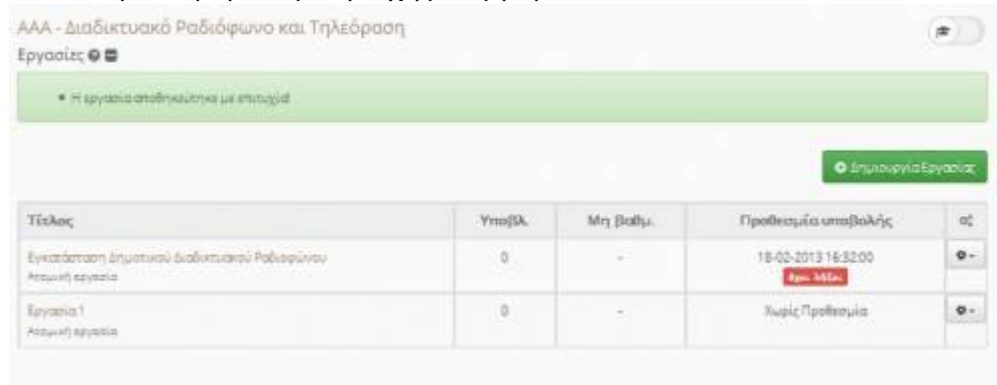 ΑΑΑ - Διαδικτυακό Ραδιόφωνο και Τηλεόραση
Εργασίες
Η εργασία αποθηκεύτηκε με επιτυχία!
Δημιουργία Εργασίας
Τίτλος Υποβλ. Μη βαθμ. Προθεσμία υποβολής
Εγκατάσταση Δημοτικού Διαδικτυακού Ραδιοφώνου 0 - 18-02-2013 16:32:00
Ατομική εργασία έχει λήξει
Εργασία 1 0 - Χωρίς Προθεσμία
Ατομική εργασία